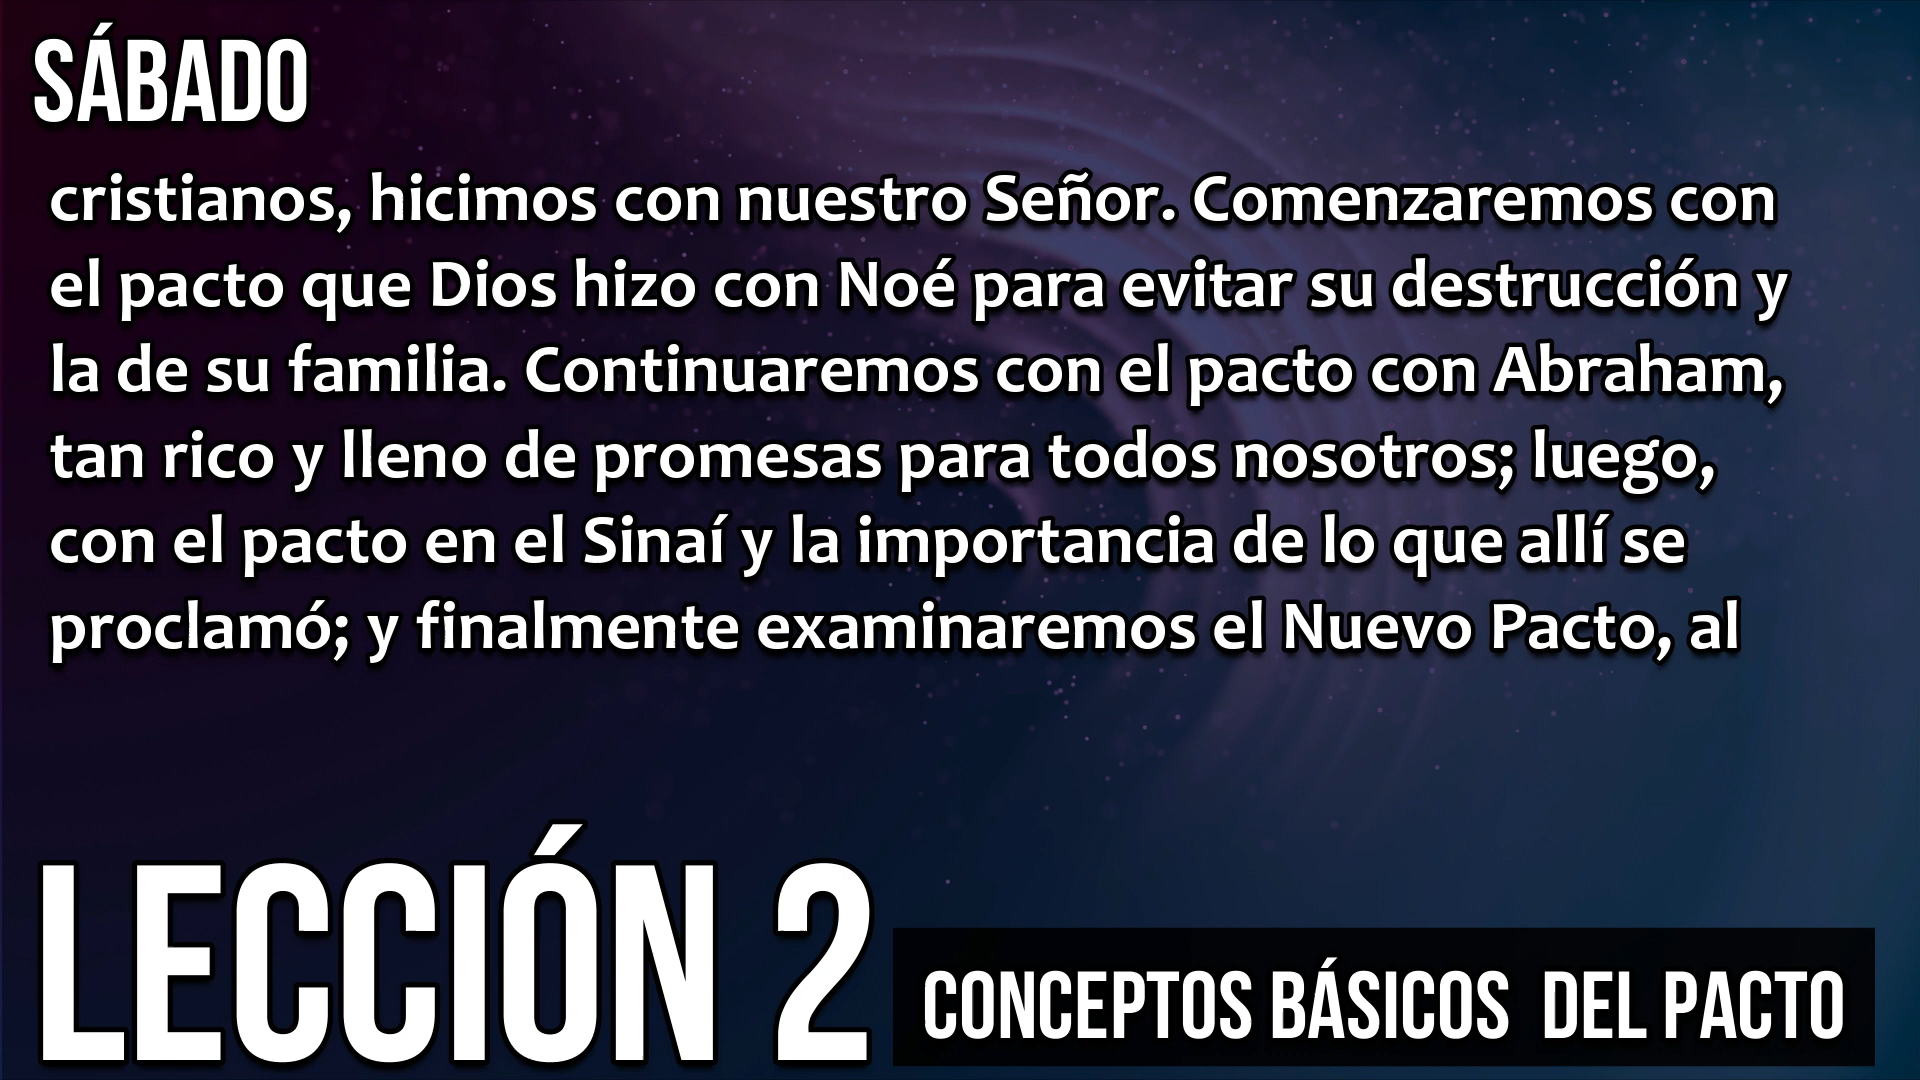 SÁBADO
cristianos, hicimos con nuestro Señor. Comenzaremos con
el pacto que Dios hizo con Noé para evitar su destrucción y
la de su familia. Continuaremos con el pacto con Abraham,
tan rico y lleno de promesas para todos nosotros; luego,
con el pacto en el Sinaí y la importancia de lo que allí se
proclamó; y finalmente examinaremos el Nuevo Pacto, al
LECCIÓN 2
CONCEPTOS BÁSICOS DEL PACTO